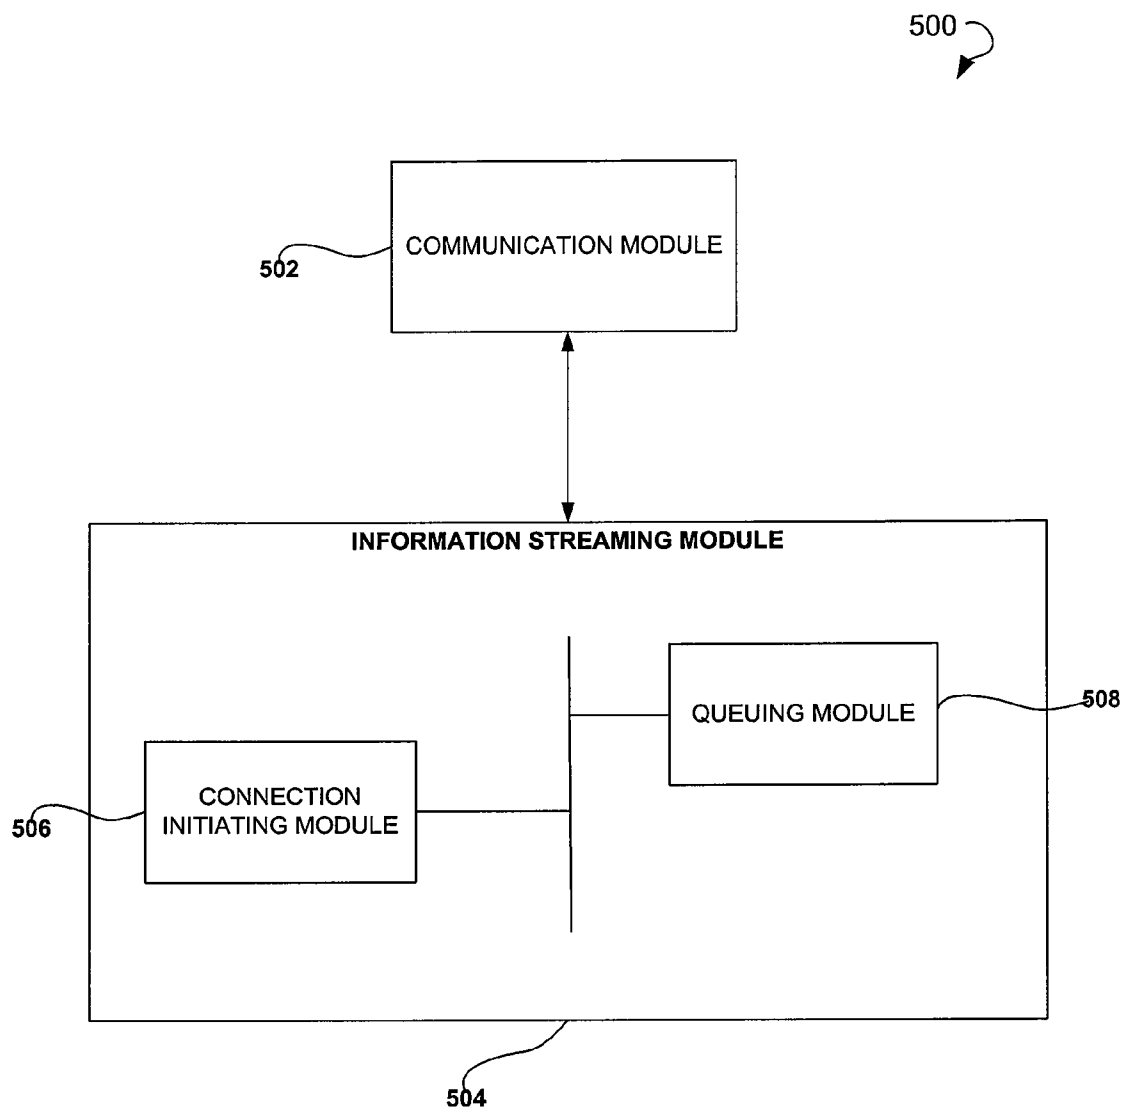 500
COMMUNICATION MODULE
502
INFORMATION STREAMING MODULE
QUEUING MODULE
508
CONNECTION
INITIATING MODULE
506
504